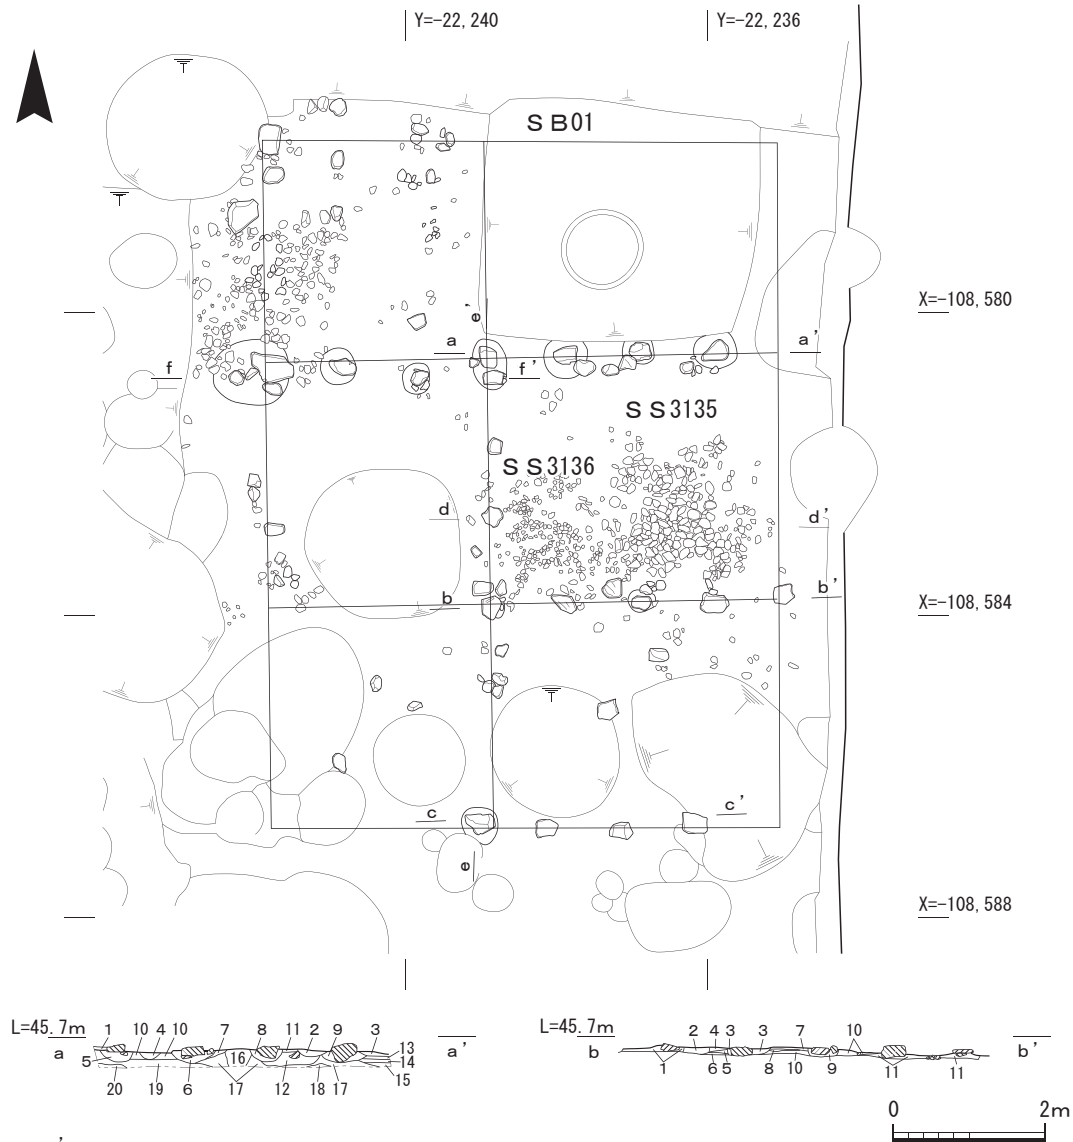 Y=-22,240 Y=-22,236
ＳＢ01
X=-108,580
e'
a a'
f f'
ＳＳ3135
ＳＳ3136
d d'
b b'
X=-108,584
c c'
e
X=-108,588
L=45.7m 1 10 4 10 7 8 11 2 9 3
a a'
5 16 13
14
15
20 19 6 17 12 18 17
L=45.7m 2 4 3 3 7 10
b b'
1 6 5 8 10 9 11 11
0 2m
'